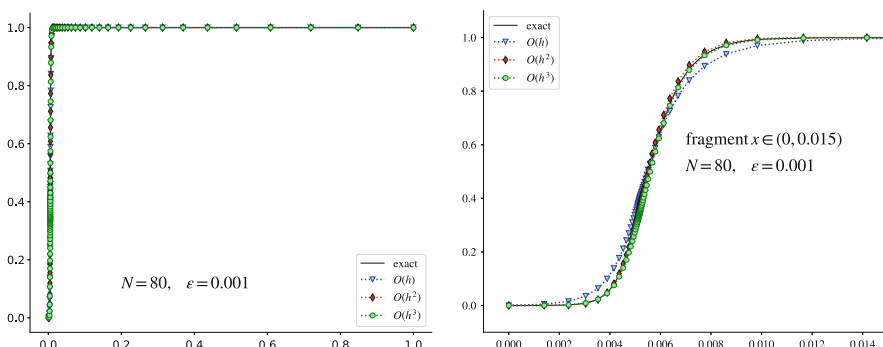 1.0
0.8
0.6
0.4
0.2
0.0
N = 80, ε = 0.001
exact
O(h)
O(h²)
O(h³)
0.0 0.2 0.4 0.6 0.8 1.0
exact
O(h)
O(h²)
O(h³)
1.0
0.8
0.6
0.4
0.2
0.0
fragment x ∈ (0, 0.015)
N = 80, ε = 0.001
0.000 0.002 0.004 0.006 0.008 0.010 0.012 0.014